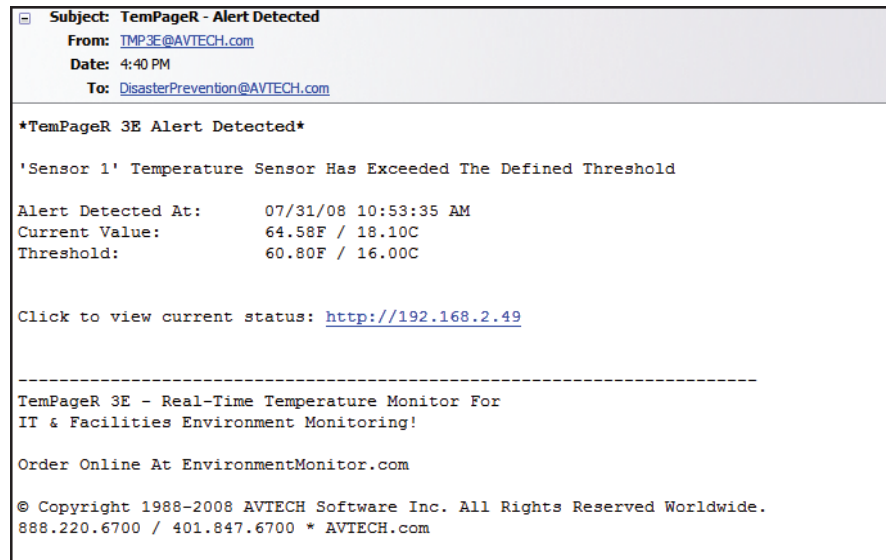 Subject: TemPageR - Alert Detected
From: TMP3E@AVTECH.com
Date: 4:40 PM
To: DisasterPrevention@AVTECH.com
*TemPageR 3E Alert Detected*
'Sensor 1' Temperature Sensor Has Exceeded The Defined Threshold
Alert Detected At: 07/31/08 10:53:35 AM
Current Value: 64.58F / 18.10C
Threshold: 60.80F / 16.00C
Click to view current status: http://192.168.2.49
--------------------------------------------------------------------------
TemPageR 3E - Real-Time Temperature Monitor For
IT & Facilities Environment Monitoring!
Order Online At EnvironmentMonitor.com
© Copyright 1988-2008 AVTECH Software Inc. All Rights Reserved Worldwide.
888.220.6700 / 401.847.6700 * AVTECH.com